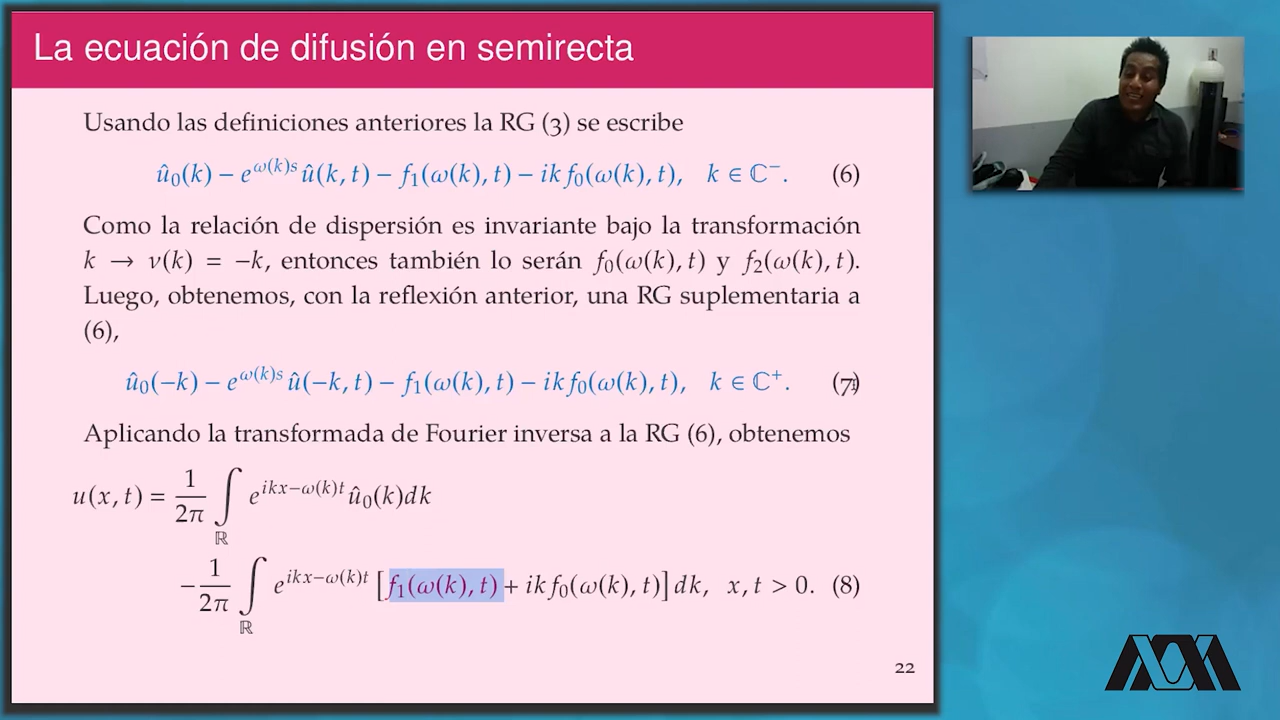 La ecuación de difusión en semirecta
Usando las definiciones anteriores la RG (3) se escribe
û₀(k) − e^{ω(k)s} û(k, t) − f₁(ω(k), t) − ik f₀(ω(k), t), k ∈ ℂ⁻. (6)
Como la relación de dispersión es invariante bajo la transformación
k → ν(k) = −k, entonces también lo serán f₀(ω(k), t) y f₂(ω(k), t).
Luego, obtenemos, con la reflexión anterior, una RG suplementaria a
(6),
û₀(−k) − e^{ω(k)s} û(−k, t) − f₁(ω(k), t) − ik f₀(ω(k), t), k ∈ ℂ⁺. (7)
Aplicando la transformada de Fourier inversa a la RG (6), obtenemos
u(x, t) = \frac{1}{2π} ∫_ℝ e^{ikx−ω(k)t} û₀(k)dk
− \frac{1}{2π} ∫_ℝ e^{ikx−ω(k)t} [f₁(ω(k), t) + ik f₀(ω(k), t)] dk, x, t > 0. (8)
22